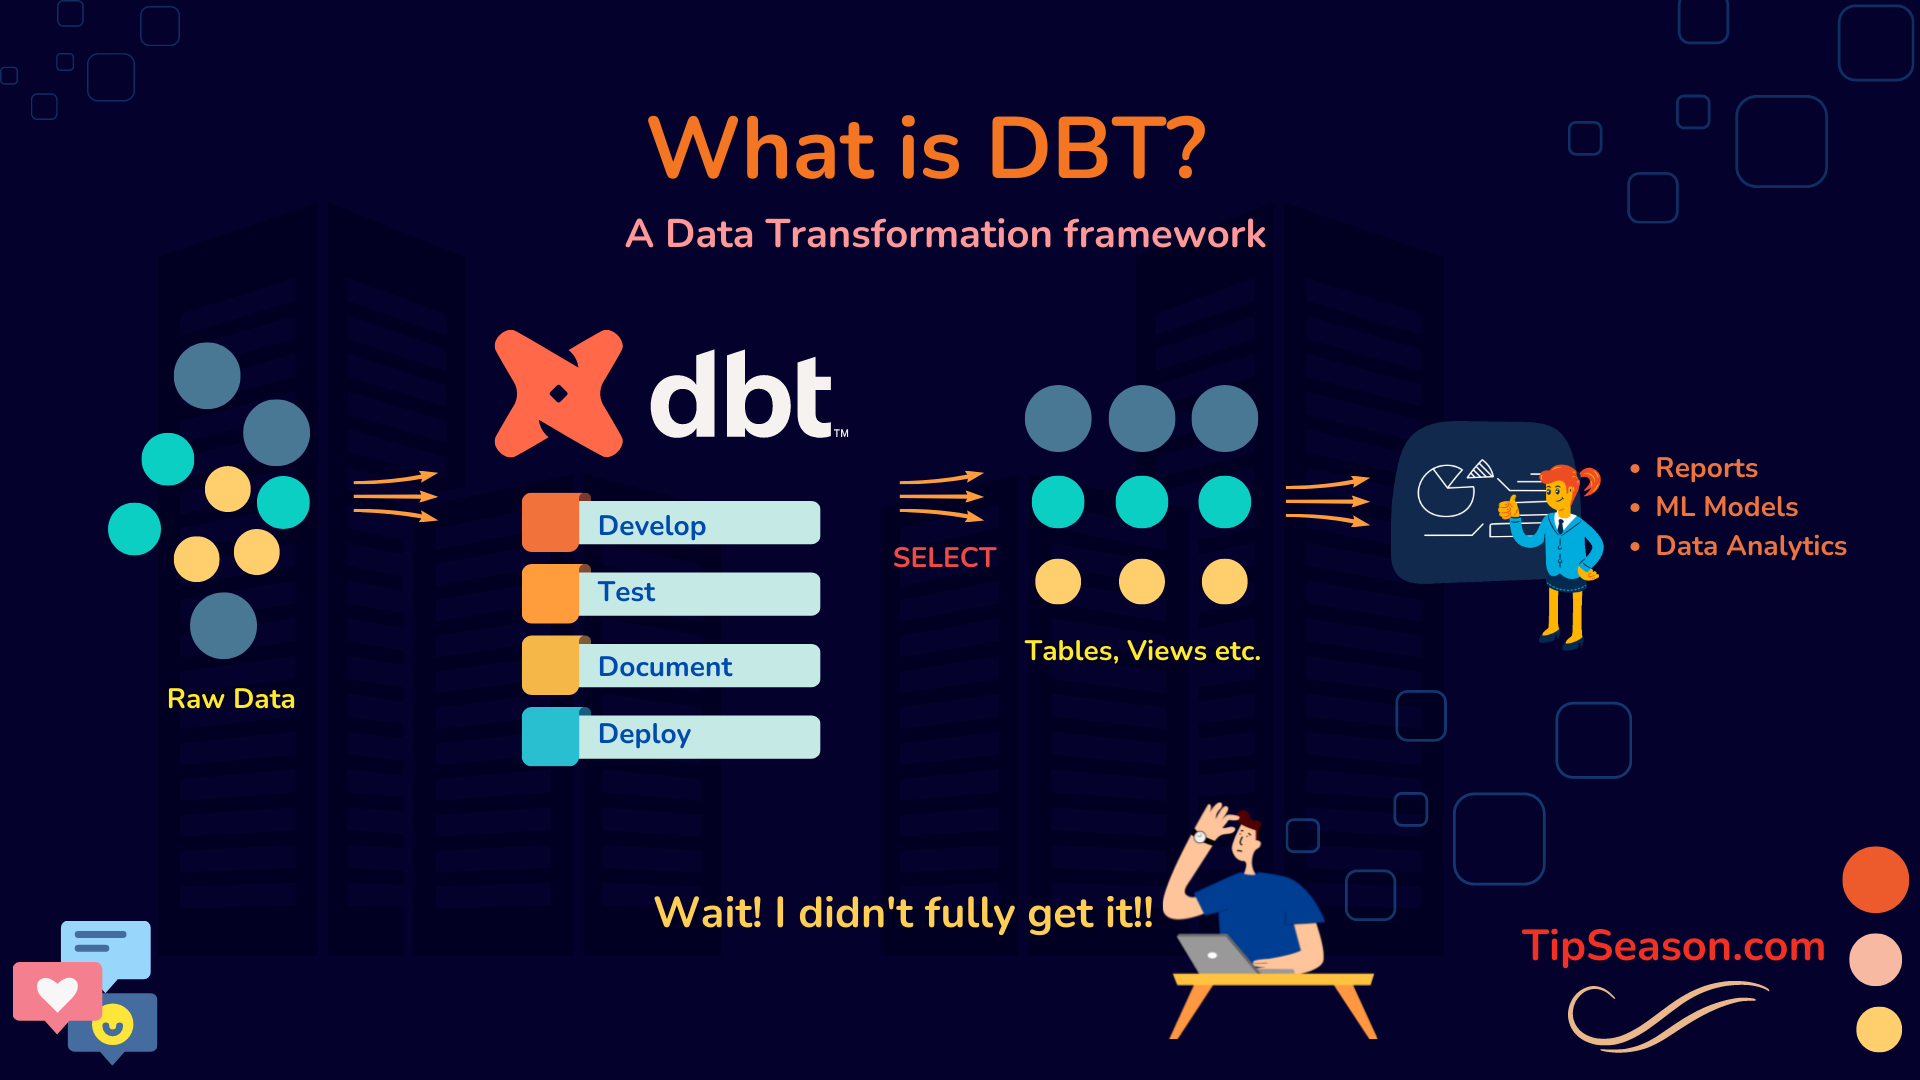 What is DBT?
A Data Transformation framework
dbt™
Raw Data
Develop
Test
Document
Deploy
SELECT
Tables, Views etc.
• Reports
• ML Models
• Data Analytics
Wait! I didn't fully get it!!
TipSeason.com